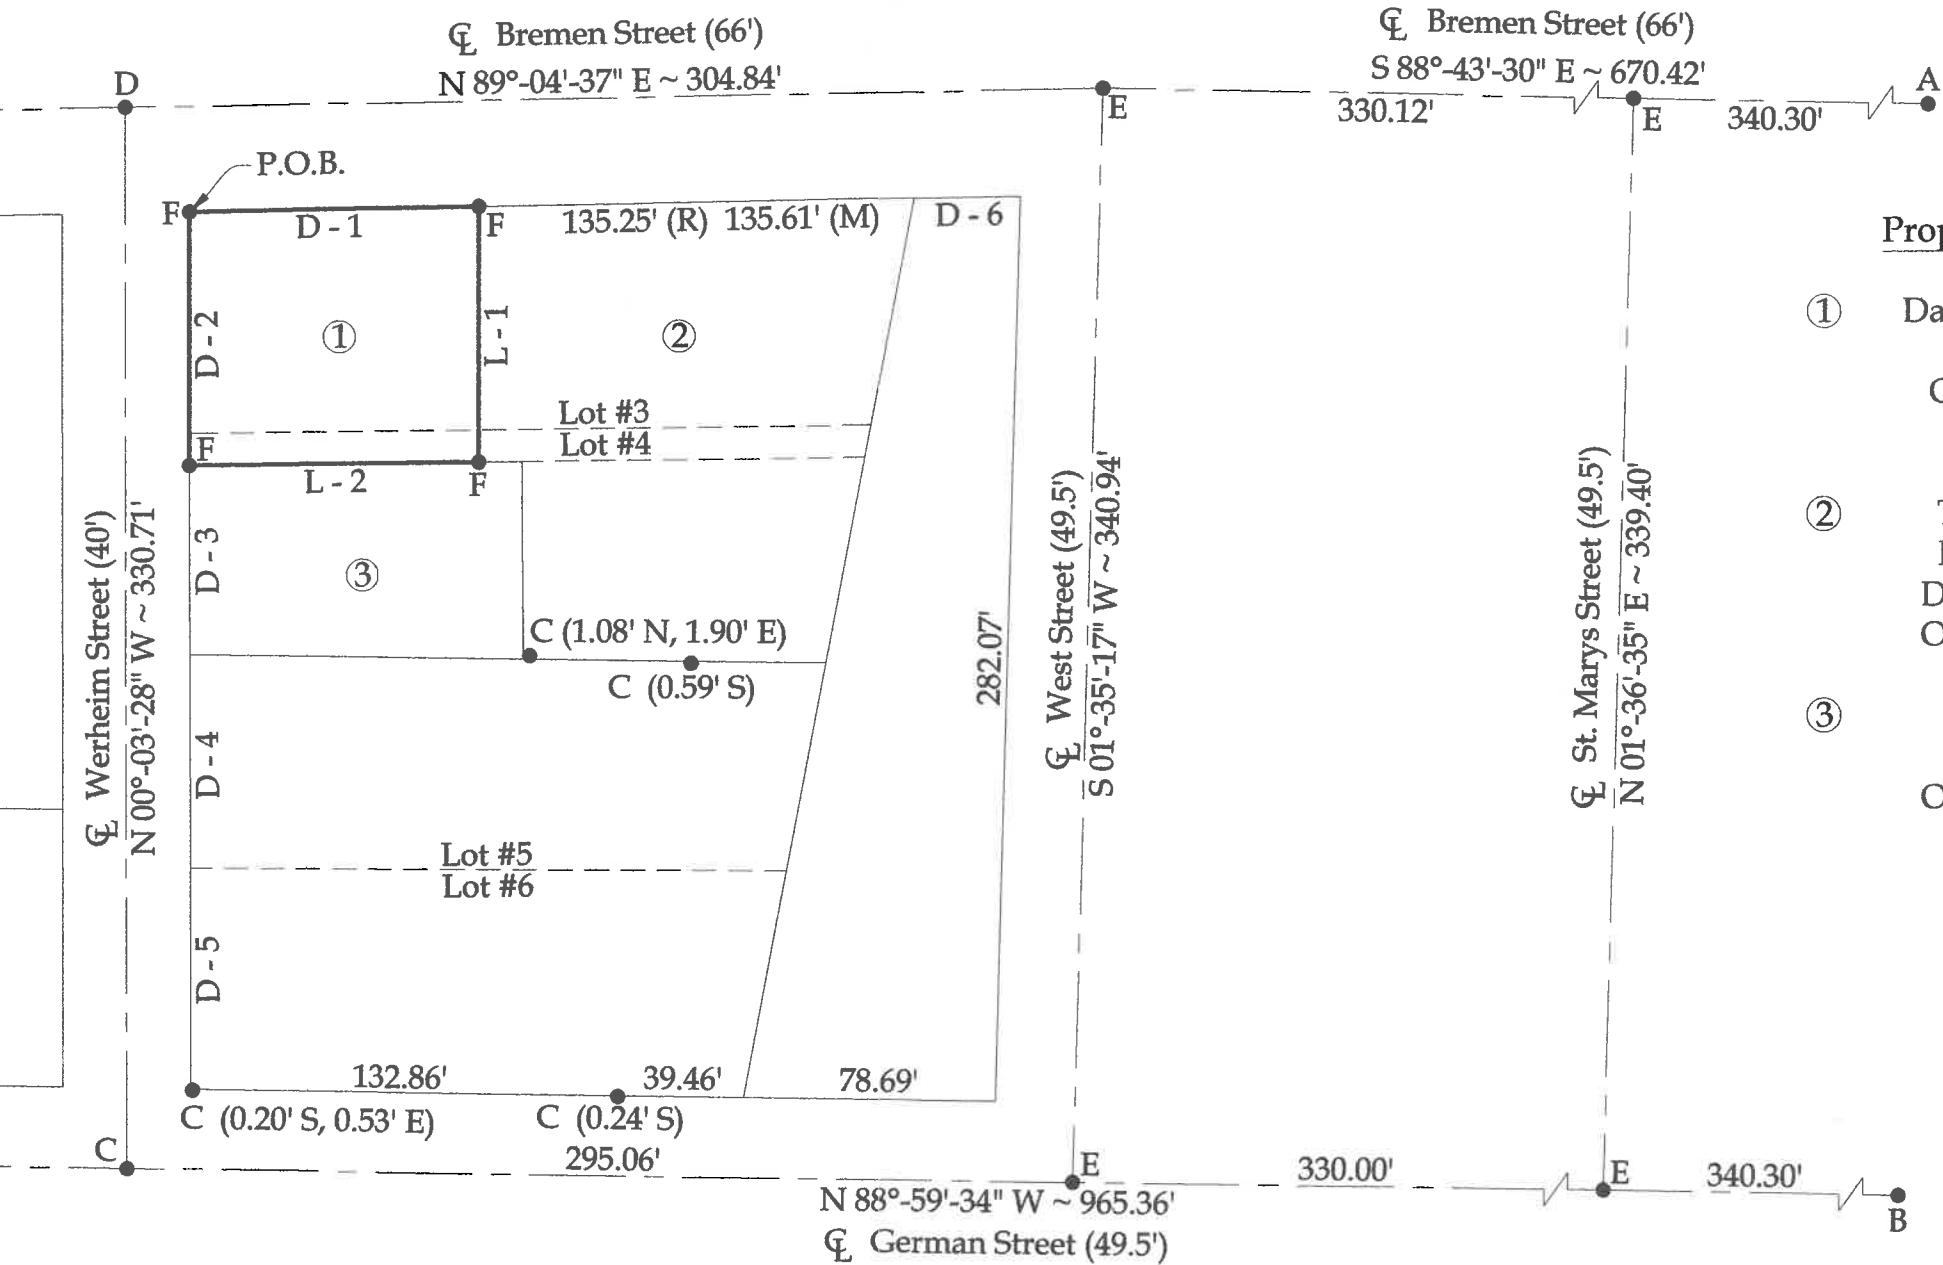 ℄ Bremen Street (66')
N 89°-04'-37" E ~ 304.84'
℄ Bremen Street (66')
S 88°-43'-30" E ~ 670.42'
D
E
330.12'
E
340.30'
A
P.O.B.
F
D - 1
F
135.25' (R) 135.61' (M)
D - 6
Prop
D - 2
①
L - 1
②
① Da
Lot #3
Lot #4
F
L - 2
F
℄ Werheim Street (40')
N 00°-03'-28" W ~ 330.71'
D - 3
③
C (1.08' N, 1.90' E)
C (0.59' S)
282.07'
℄ West Street (49.5')
S 01°-35'-17" W ~ 340.94'
℄ St. Marys Street (49.5')
N 01°-36'-35" E ~ 339.40'
②
D
O
③
O
D - 4
Lot #5
Lot #6
D - 5
132.86'
39.46'
78.69'
C (0.20' S, 0.53' E)
C (0.24' S)
C
295.06'
E
330.00'
E
340.30'
B
N 88°-59'-34" W ~ 965.36'
℄ German Street (49.5')